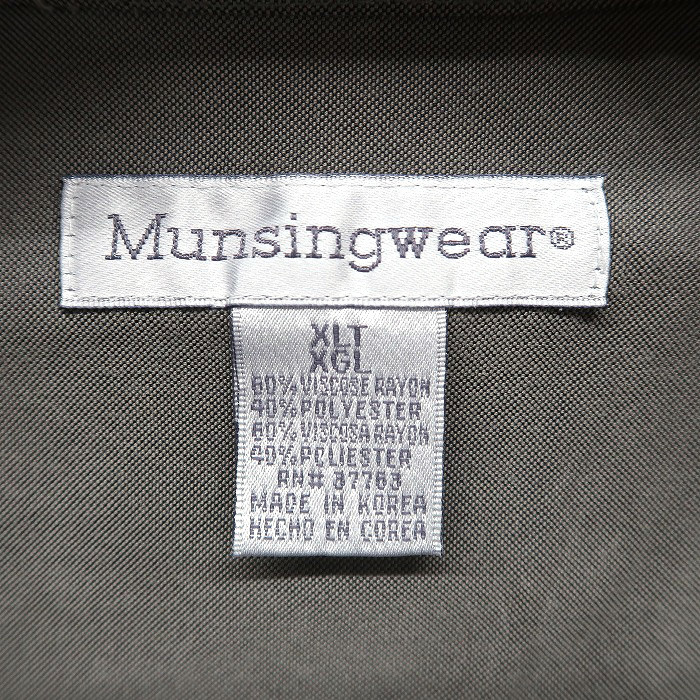 Munsingwear®
XLT
XGL
60% VISCOSE RAYON
40% POLYESTER
60% VISCOSA RAYON
40% POLIESTER
RN# 37763
MADE IN KOREA
HECHO EN COREA